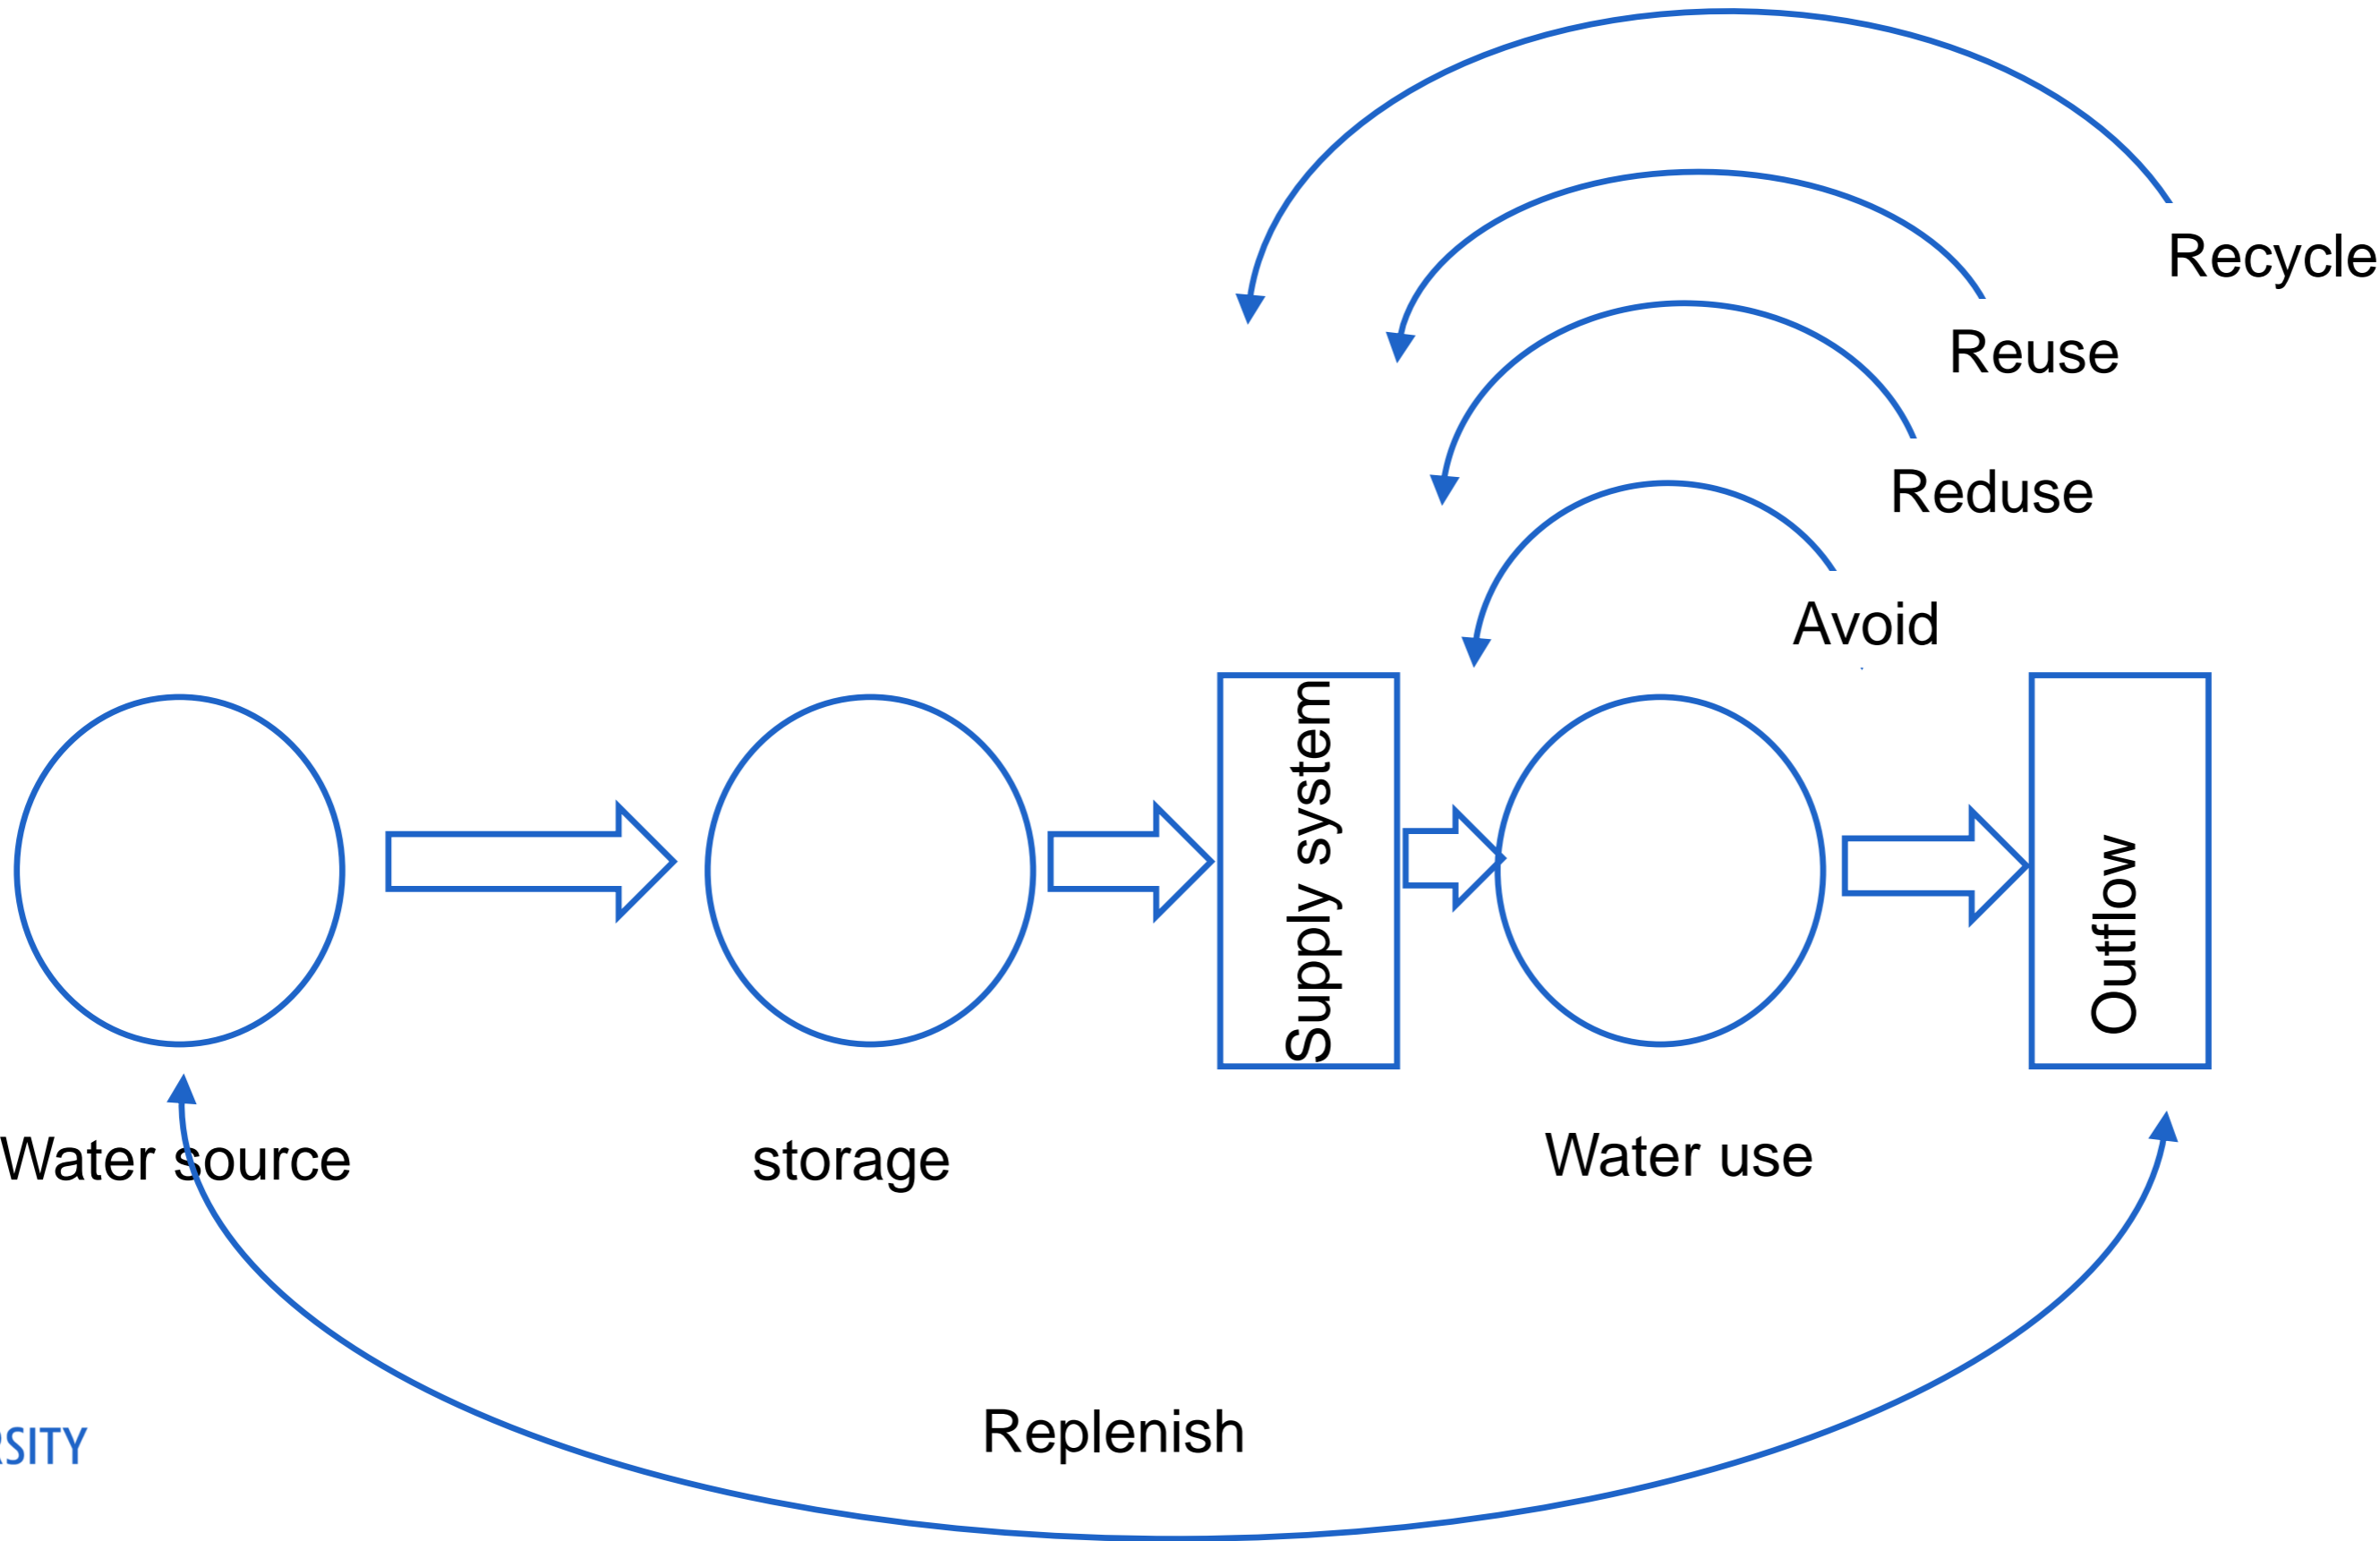 Recycle
Reuse
Reduse
Avoid
Supply system
Outflow
Water source
storage
Water use
Replenish
RSITY